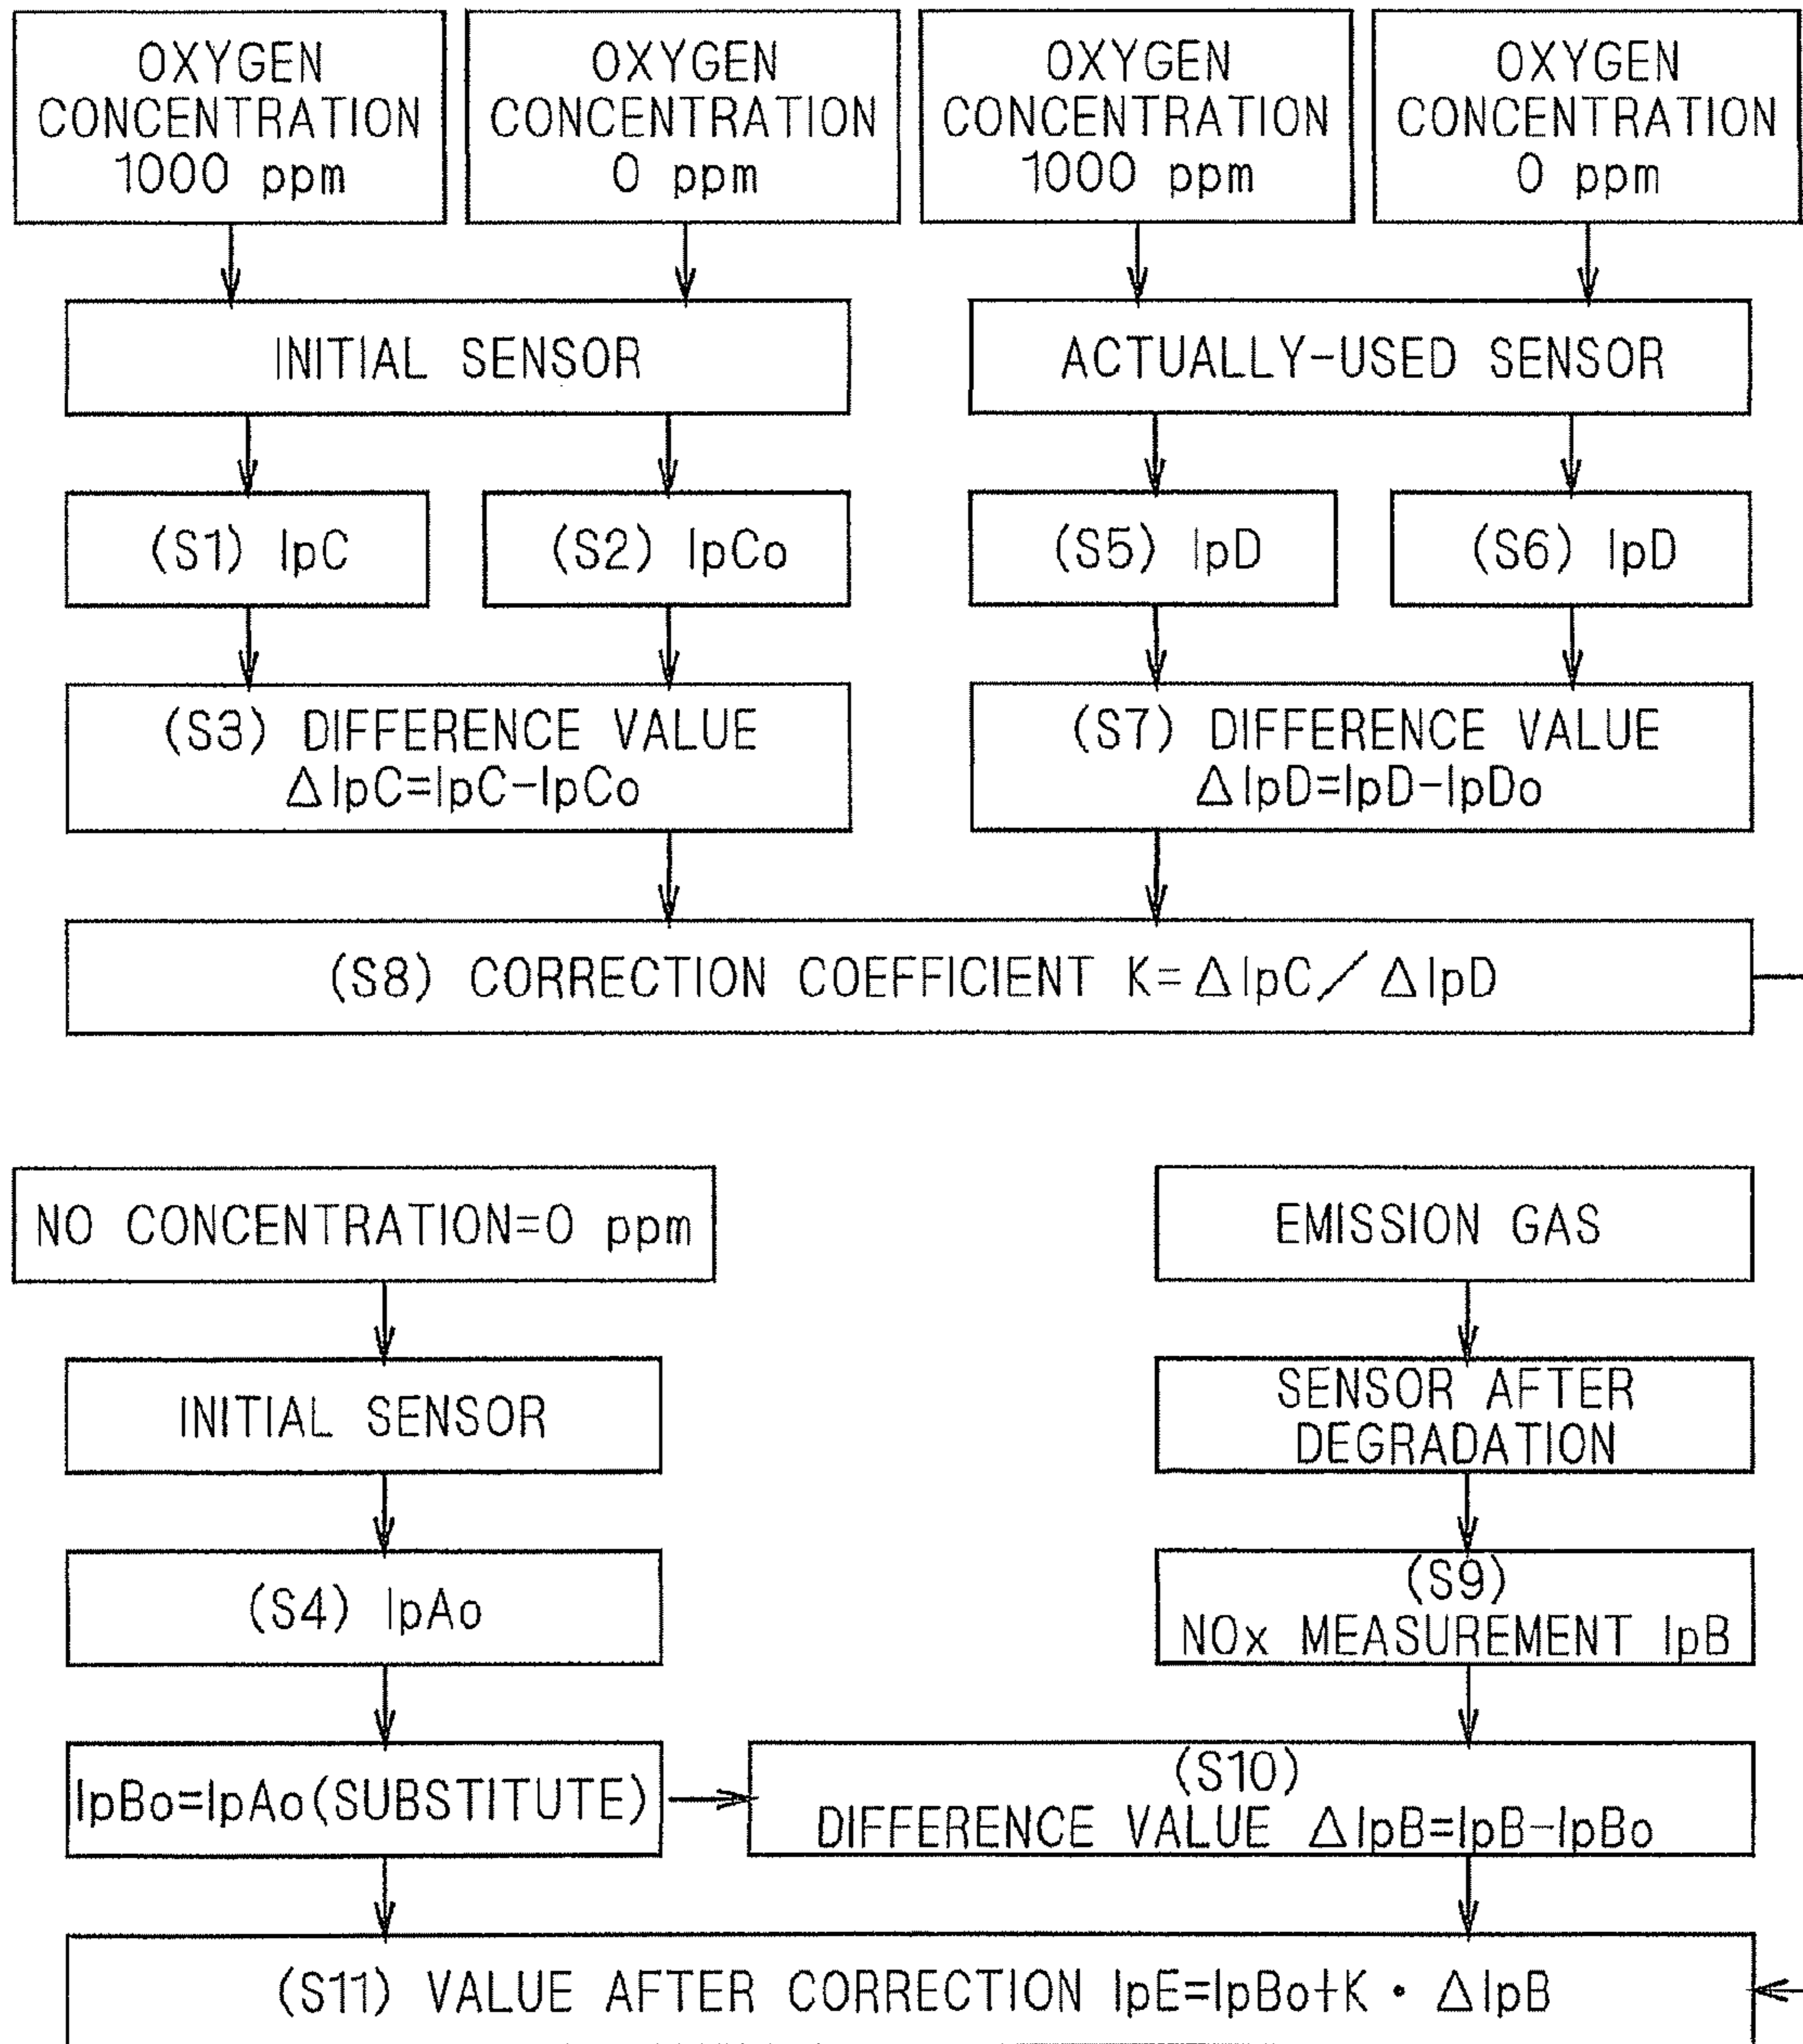 OXYGEN
CONCENTRATION
1000 ppm
OXYGEN
CONCENTRATION
0 ppm
OXYGEN
CONCENTRATION
1000 ppm
OXYGEN
CONCENTRATION
0 ppm
INITIAL SENSOR
ACTUALLY-USED SENSOR
(S1) IpC
(S2) IpCo
(S5) IpD
(S6) IpD
(S3) DIFFERENCE VALUE
ΔIpC=IpC-IpCo
(S7) DIFFERENCE VALUE
ΔIpD=IpD-IpDo
(S8) CORRECTION COEFFICIENT K=ΔIpC/ΔIpD
NO CONCENTRATION=0 ppm
EMISSION GAS
INITIAL SENSOR
SENSOR AFTER
DEGRADATION
(S4) IpAo
(S9)
NOx MEASUREMENT IpB
IpBo=IpAo(SUBSTITUTE)
(S10)
DIFFERENCE VALUE ΔIpB=IpB-IpBo
(S11) VALUE AFTER CORRECTION IpE=IpBo+K・ΔIpB